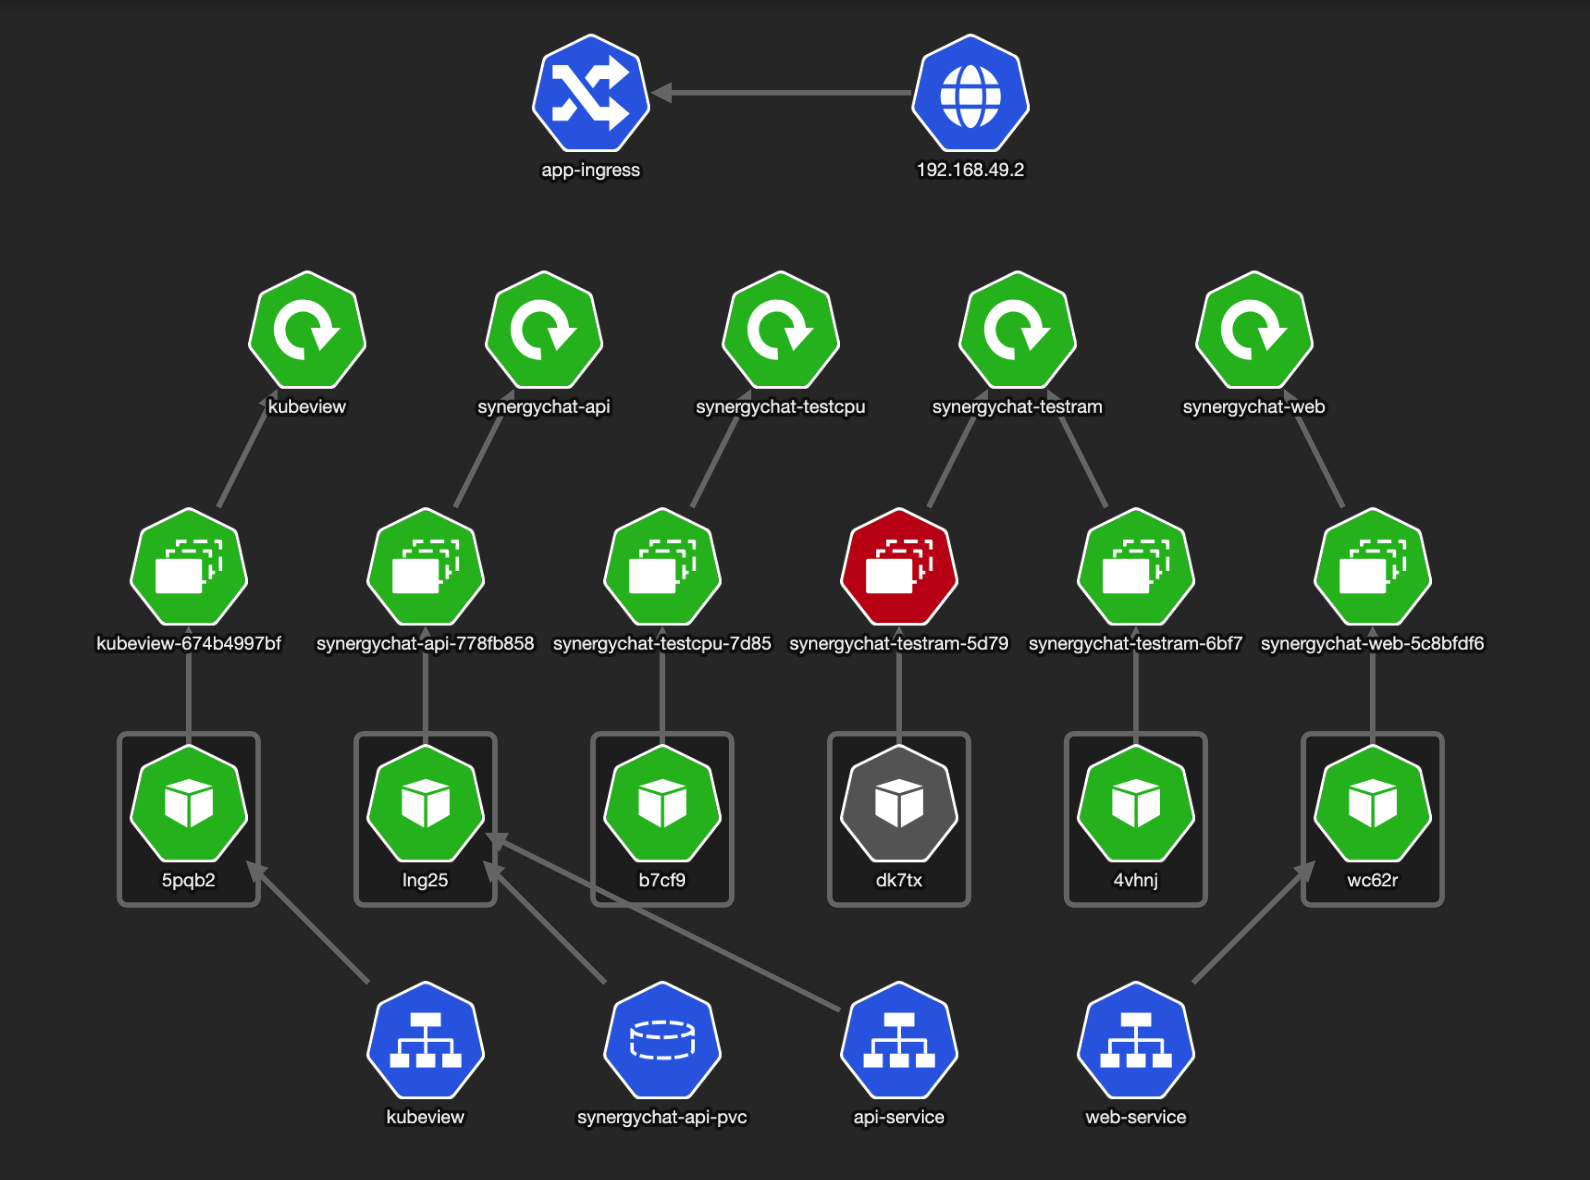 app-ingress
192.168.49.2
kubeview
synergychat-api
synergychat-testcpu
synergychat-testram
synergychat-web
kubeview-674b4997bf
synergychat-api-778fb858
synergychat-testcpu-7d85
synergychat-testram-5d79
synergychat-testram-6bf7
synergychat-web-5c8bfdf6
5pqb2
lng25
b7cf9
dk7tx
4vhnj
wc62r
kubeview
synergychat-api-pvc
api-service
web-service